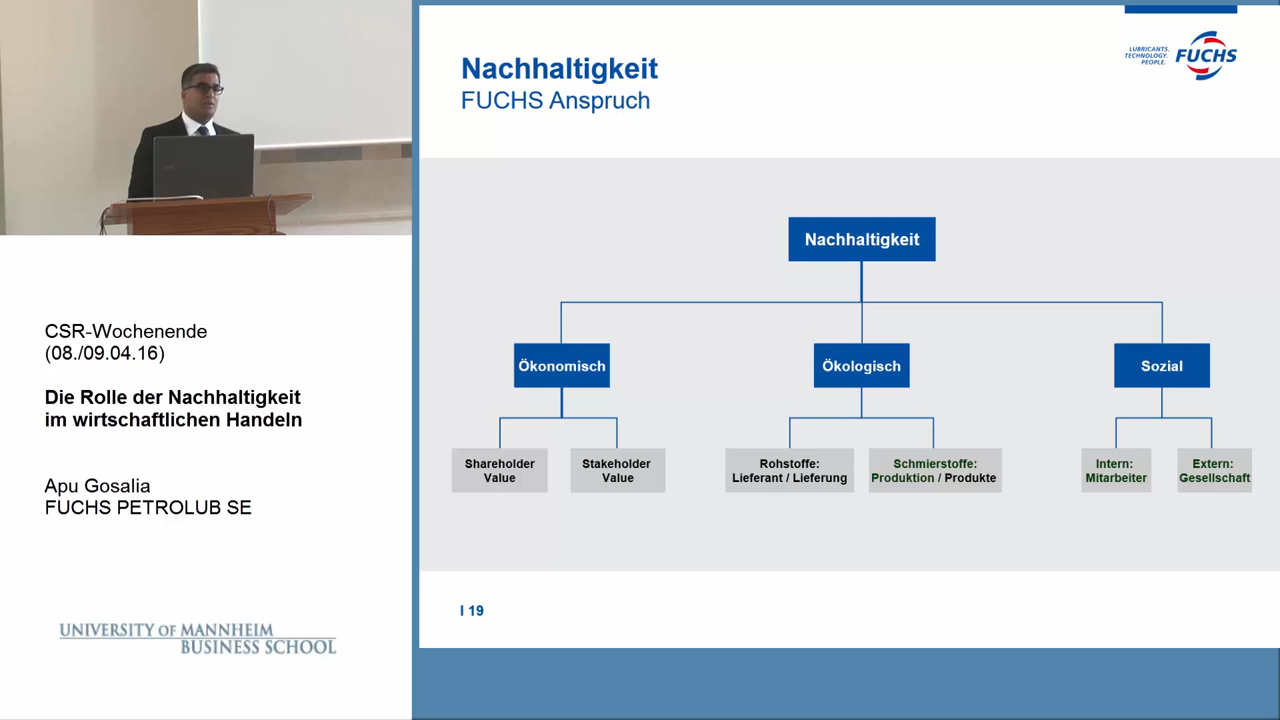 Nachhaltigkeit
FUCHS Anspruch
LUBRICANTS.
TECHNOLOGY.
PEOPLE.
FUCHS
Nachhaltigkeit
Ökonomisch
Ökologisch
Sozial
Shareholder
Value
Stakeholder
Value
Rohstoffe:
Lieferant / Lieferung
Schmierstoffe:
Produktion / Produkte
Intern:
Mitarbeiter
Extern:
Gesellschaft
I 19
CSR-Wochenende
(08./09.04.16)
Die Rolle der Nachhaltigkeit
im wirtschaftlichen Handeln
Apu Gosalia
FUCHS PETROLUB SE
UNIVERSITY OF MANNHEIM
BUSINESS SCHOOL